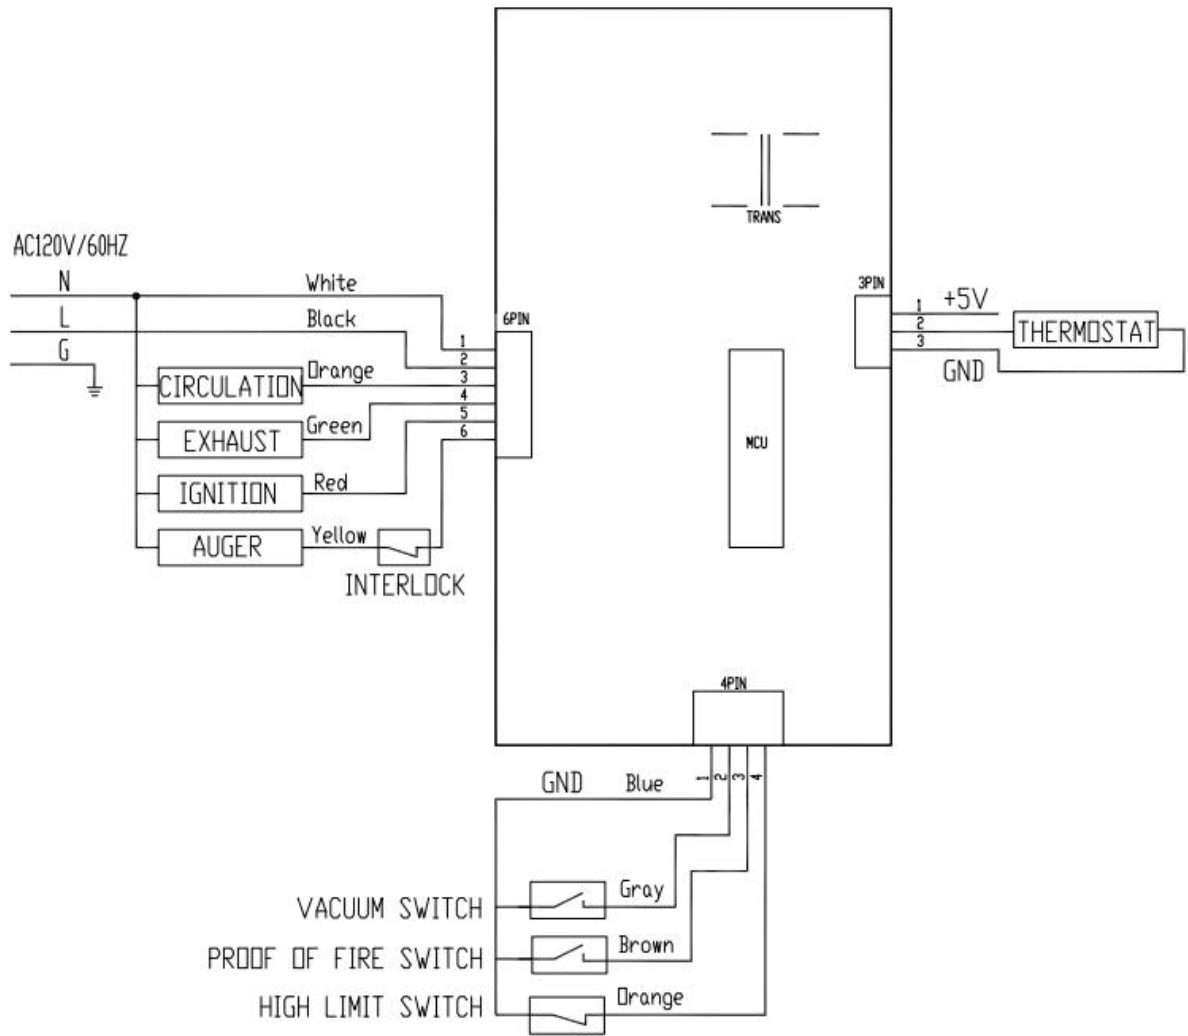 TRANS
AC120V/60HZ
N
White
L
Black
G
6PIN
1
2
3
4
5
6
Orange
CIRCULATION
Green
EXHAUST
Red
IGNITION
Yellow
AUGER
INTERLOCK
3PIN
1
2
3
+5V
THERMOSTAT
GND
MCU
4PIN
1
2
3
4
GND Blue
Gray
VACUUM SWITCH
Brown
PROOF OF FIRE SWITCH
Orange
HIGH LIMIT SWITCH